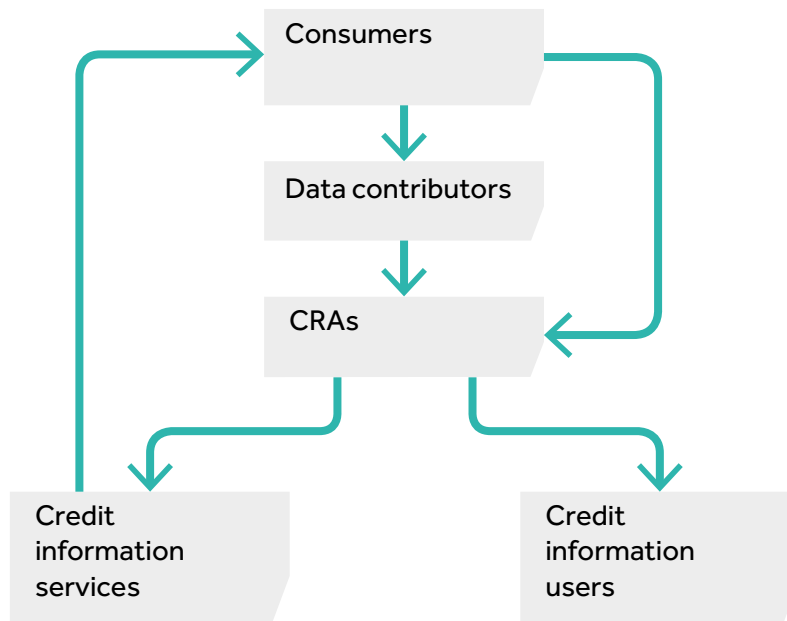 Consumers
Data contributors
CRAs
Credit
information
services
Credit
information
users